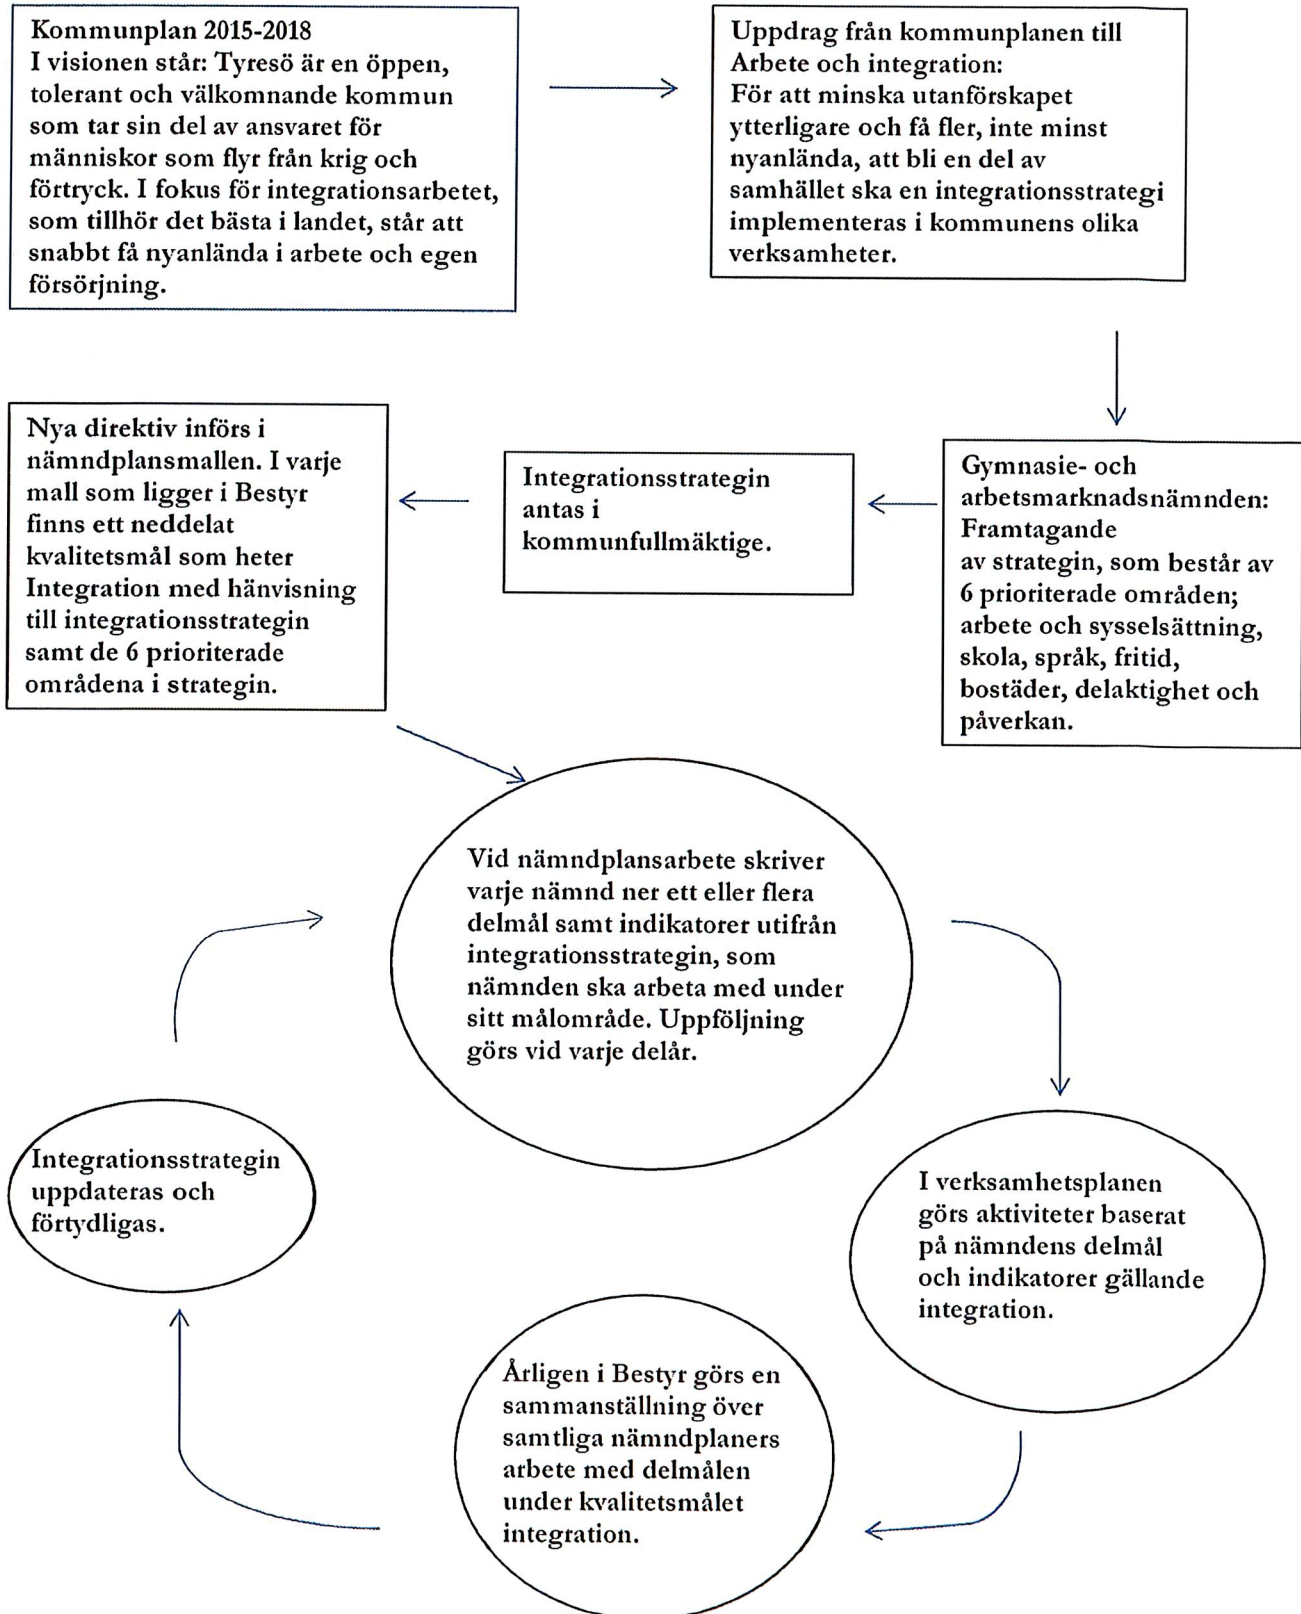 Kommunplan 2015-2018
I visionen står: Tyresö är en öppen,
tolerant och välkomnande kommun
som tar sin del av ansvaret för
människor som flyr från krig och
förtryck. I fokus för integrationsarbetet,
som tillhör det bästa i landet, står att
snabbt få nyanlända i arbete och egen
försörjning.
Uppdrag från kommunplanen till
Arbete och integration:
För att minska utanförskapet
ytterligare och få fler, inte minst
nyanlända, att bli en del av
samhället ska en integrationsstrategi
implementeras i kommunens olika
verksamheter.
Gymnasie- och
arbetsmarknadsnämnden:
Framtagande
av strategin, som består av
6 prioriterade områden;
arbete och sysselsättning,
skola, språk, fritid,
bostäder, delaktighet och
påverkan.
Integrationsstrategin
antas i
kommunfullmäktige.
Nya direktiv införs i
nämndplansmallen. I varje
mall som ligger i Bestyr
finns ett neddelat
kvalitetsmål som heter
Integration med hänvisning
till integrationsstrategin
samt de 6 prioriterade
områdena i strategin.
Vid nämndplansarbete skriver
varje nämnd ner ett eller flera
delmål samt indikatorer utifrån
integrationsstrategin, som
nämnden ska arbeta med under
sitt målområde. Uppföljning
görs vid varje delår.
I verksamhetsplanen
görs aktiviteter baserat
på nämndens delmål
och indikatorer gällande
integration.
Årligen i Bestyr görs en
sammanställning över
samtliga nämndplaners
arbete med delmålen
under kvalitetsmålet
integration.
Integrationsstrategin
uppdateras och
förtydligas.